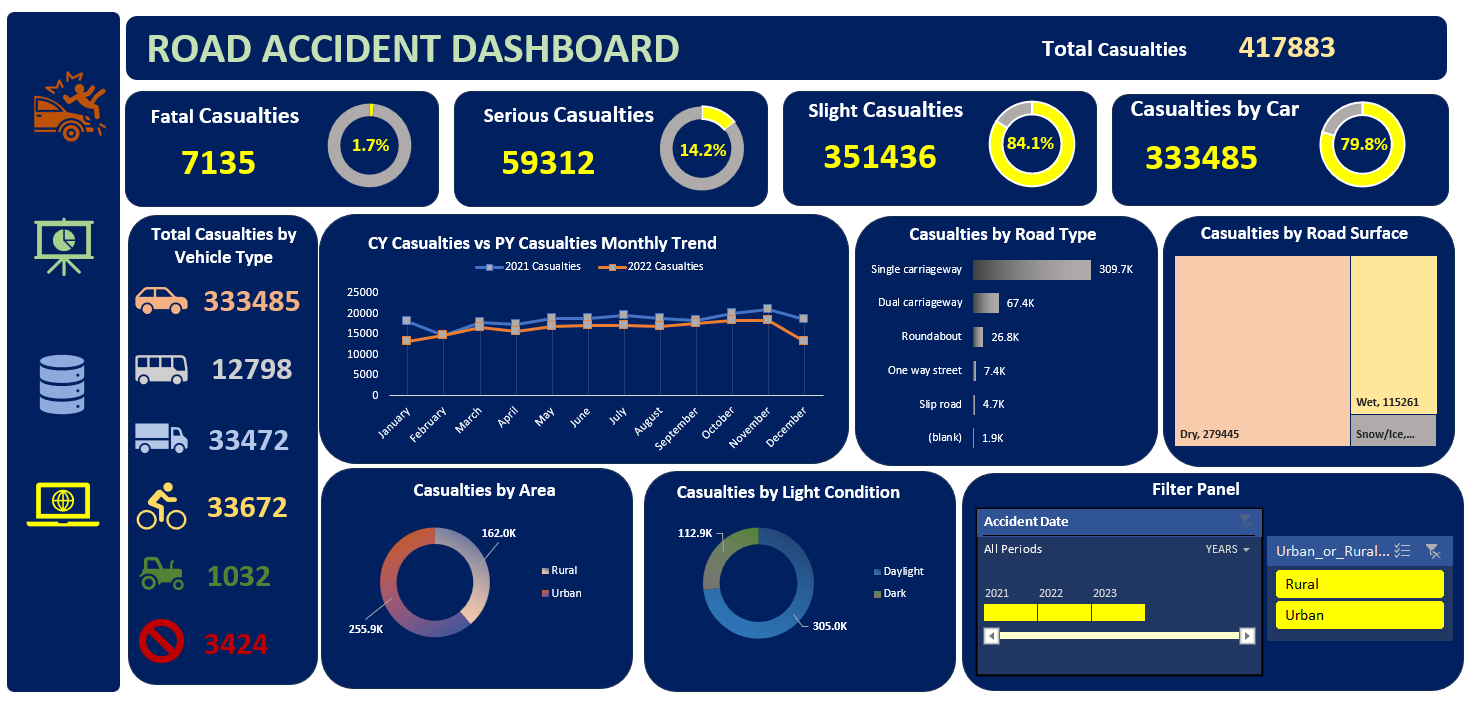 ROAD ACCIDENT DASHBOARD
Total Casualties
417883
Fatal Casualties
7135
1.7%
Serious Casualties
59312
14.2%
Slight Casualties
351436
84.1%
Casualties by Car
333485
79.8%
Total Casualties by
Vehicle Type
333485
12798
33472
33672
1032
3424
CY Casualties vs PY Casualties Monthly Trend
2021 Casualties
2022 Casualties
25000
20000
15000
10000
5000
0
January
February
March
April
May
June
July
August
September
October
November
December
Casualties by Road Type
Single carriageway
309.7K
Dual carriageway
67.4K
Roundabout
26.8K
One way street
7.4K
Slip road
4.7K
(blank)
1.9K
Casualties by Road Surface
Dry, 279445
Wet, 115261
Snow/Ice,...
Casualties by Area
162.0K
Rural
Urban
255.9K
Casualties by Light Condition
112.9K
Daylight
Dark
305.0K
Filter Panel
Accident Date
All Periods
YEARS
2021
2022
2023
Urban_or_Rural...
Rural
Urban